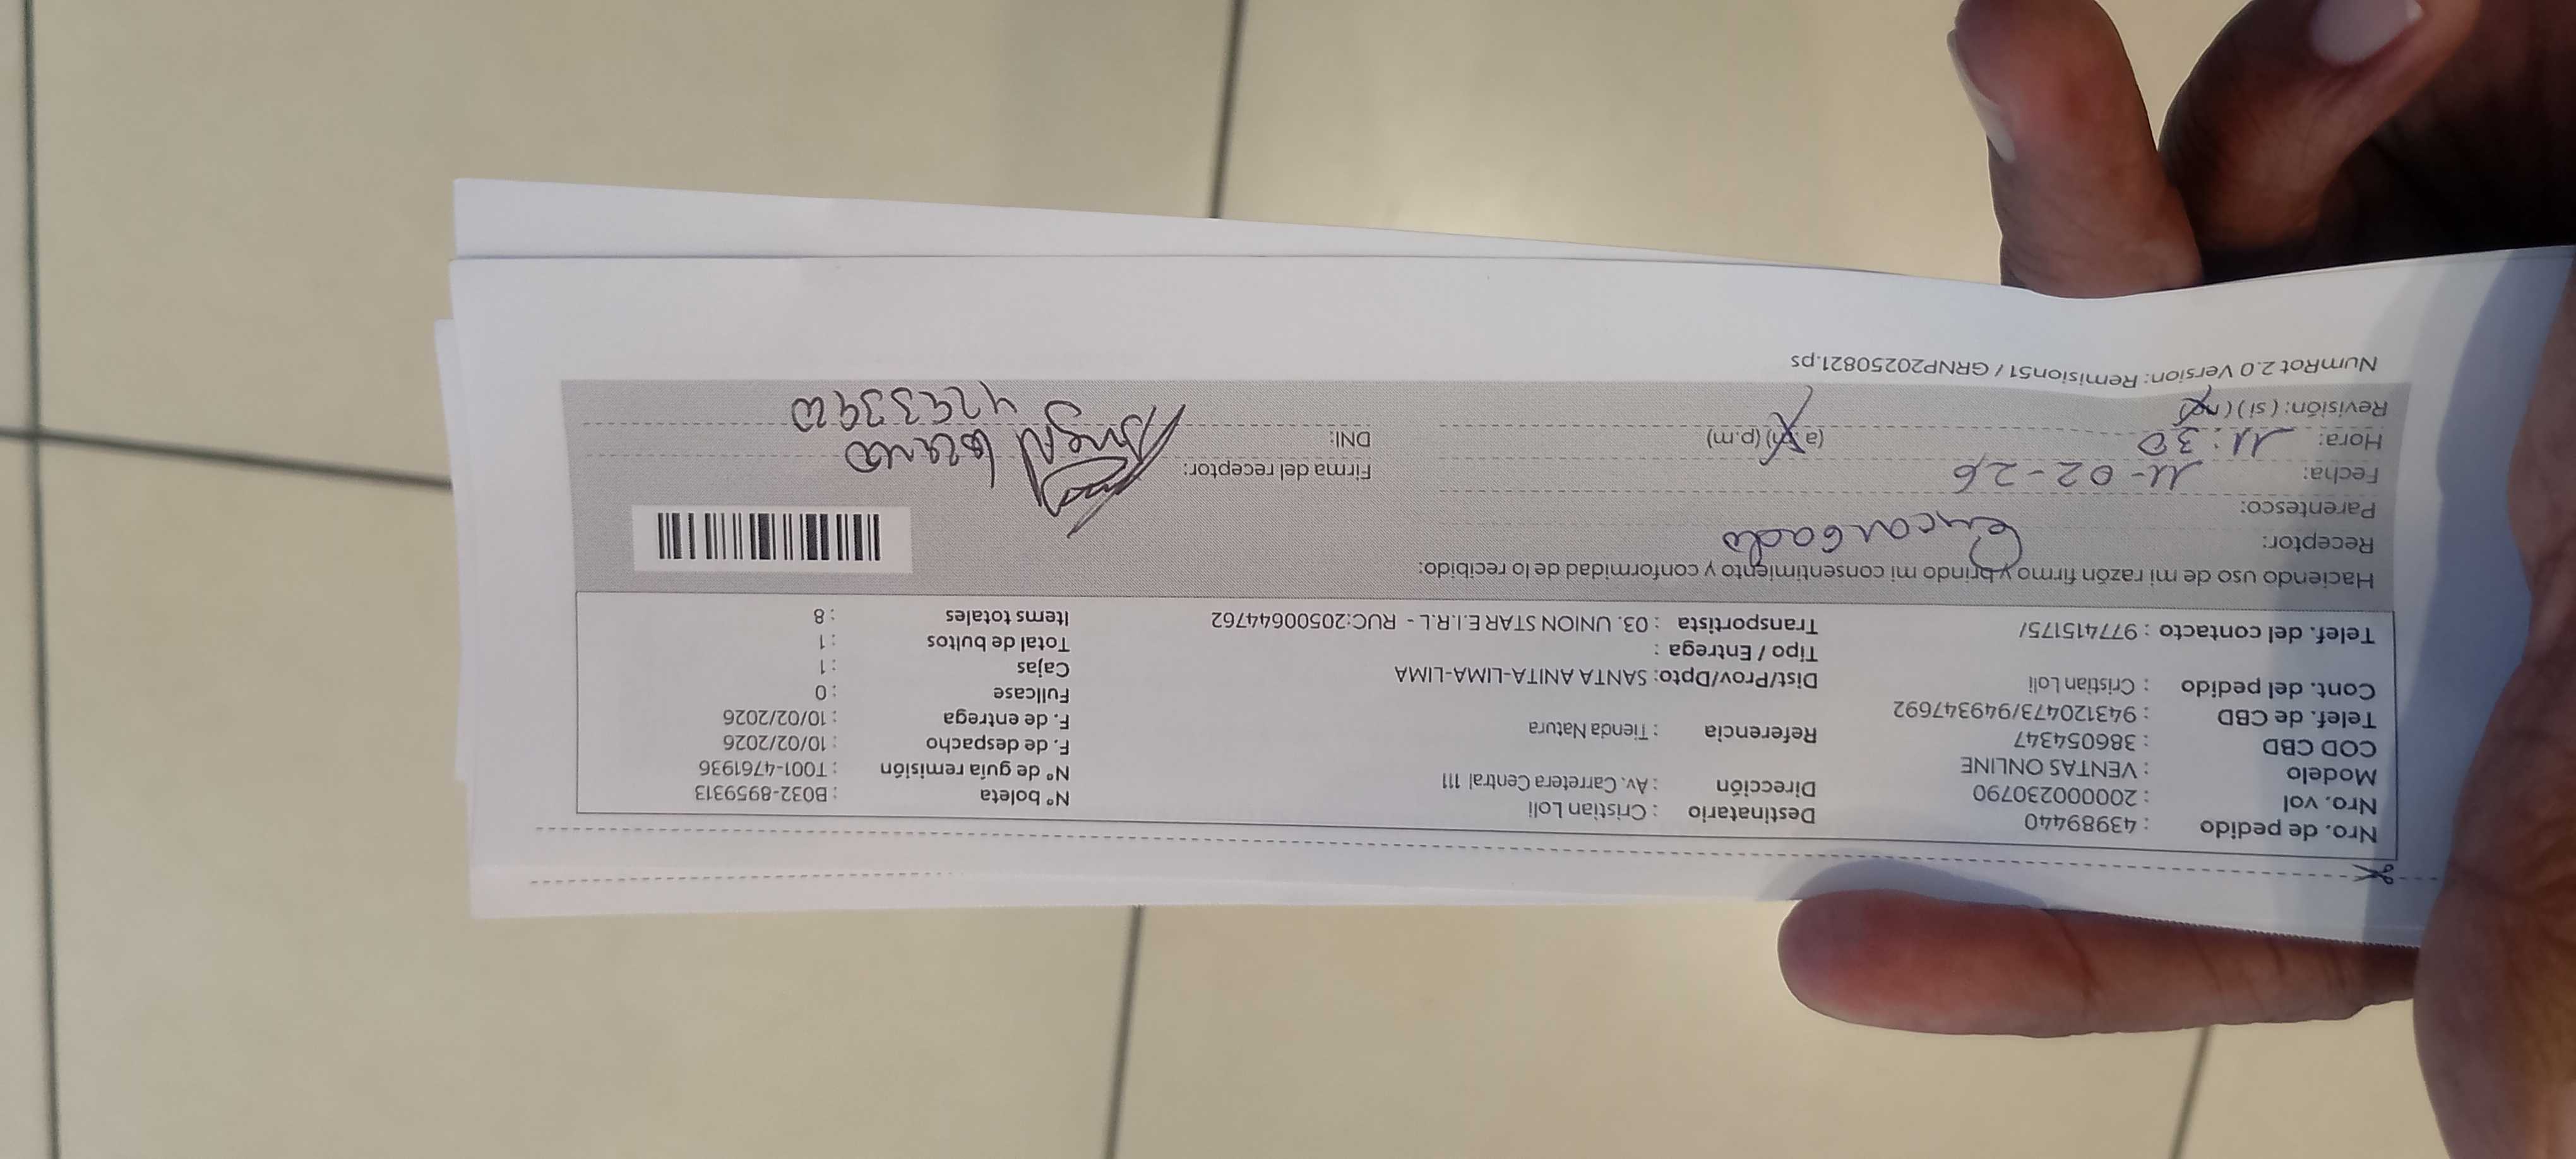 Nro. de pedido : 43989440
Nro. vol : 20000230790
Modelo : VENTAS ONLINE
COD CBD : 386054347
Telef. de CBD : 943120473/949347692
Cont. del pedido : Cristian Loli
Telef. del contacto : 977415175/
Destinatario : Cristian Loli
Dirección : Av. Carretera Central 111
Referencia : Tienda Natura
Dist/Prov/Dpto: SANTA ANITA-LIMA-LIMA
Tipo / Entrega :
Transportista : 03. UNION STAR E.I.R.L - RUC:20500644762
N° boleta : B032-8959313
N° de guía remisión : T001-4761936
F. de despacho : 10/02/2026
F. de entrega : 10/02/2026
Fullcase : 0
Cajas : 1
Total de bultos : 1
Items totales : 8
Haciendo uso de mi razón firmo y brindo mi consentimiento y conformidad de lo recibido:
Receptor: encargado
Parentesco:
Fecha: 11-02-26
Hora: 11:30 (a.m) (p.m)
Revisión: (si) (no)
Firma del receptor:
Angel Lozano
DNI:
NumRot 2.0 Version: Remision51 / GRNP20250821.ps